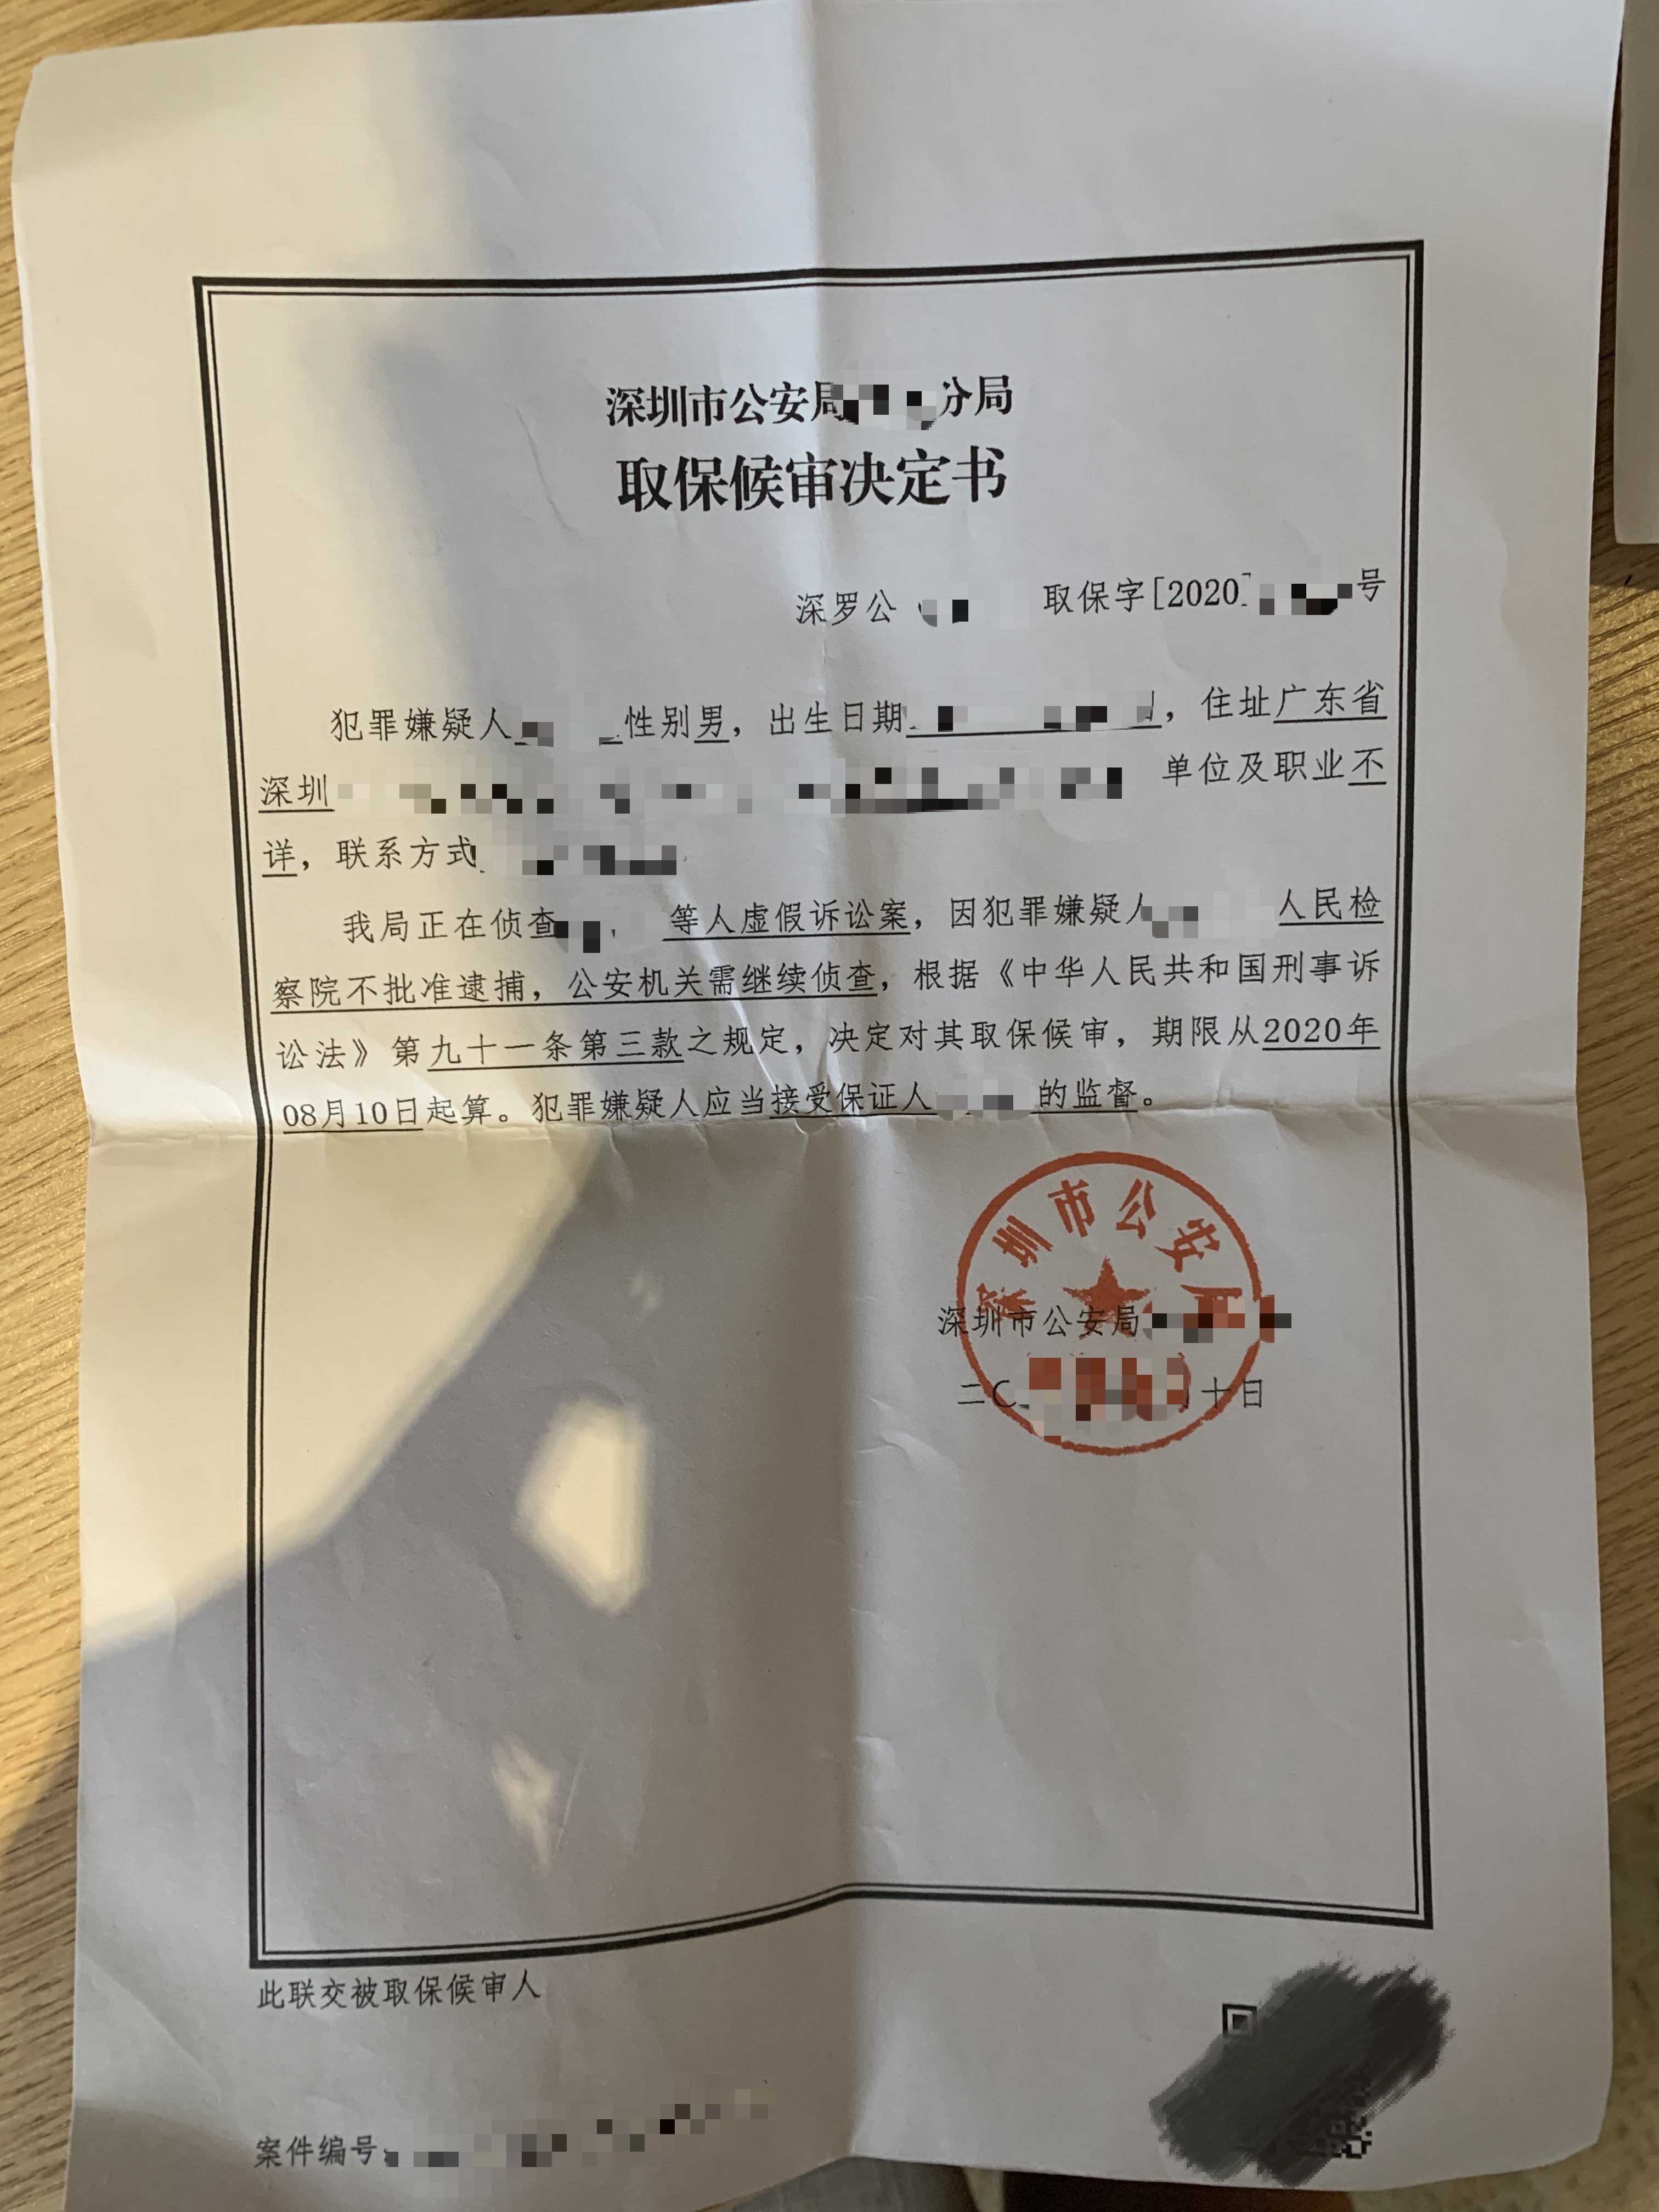 深圳市公安局 分局
取保候审决定书
深罗公 取保字[2020] 号
犯罪嫌疑人 性别男，出生日期 ，住址广东省
深圳 单位及职业不
详，联系方式
我局正在侦查 等人虚假诉讼案，因犯罪嫌疑人 人民检
察院不批准逮捕，公安机关需继续侦查，根据《中华人民共和国刑事诉
讼法》第九十一条第三款之规定，决定对其取保候审，期限从2020年
08月10日起算。犯罪嫌疑人应当接受保证人 的监督。
深圳市公安局
深圳市公安局
二〇 十日
此联交被取保候审人
案件编号: